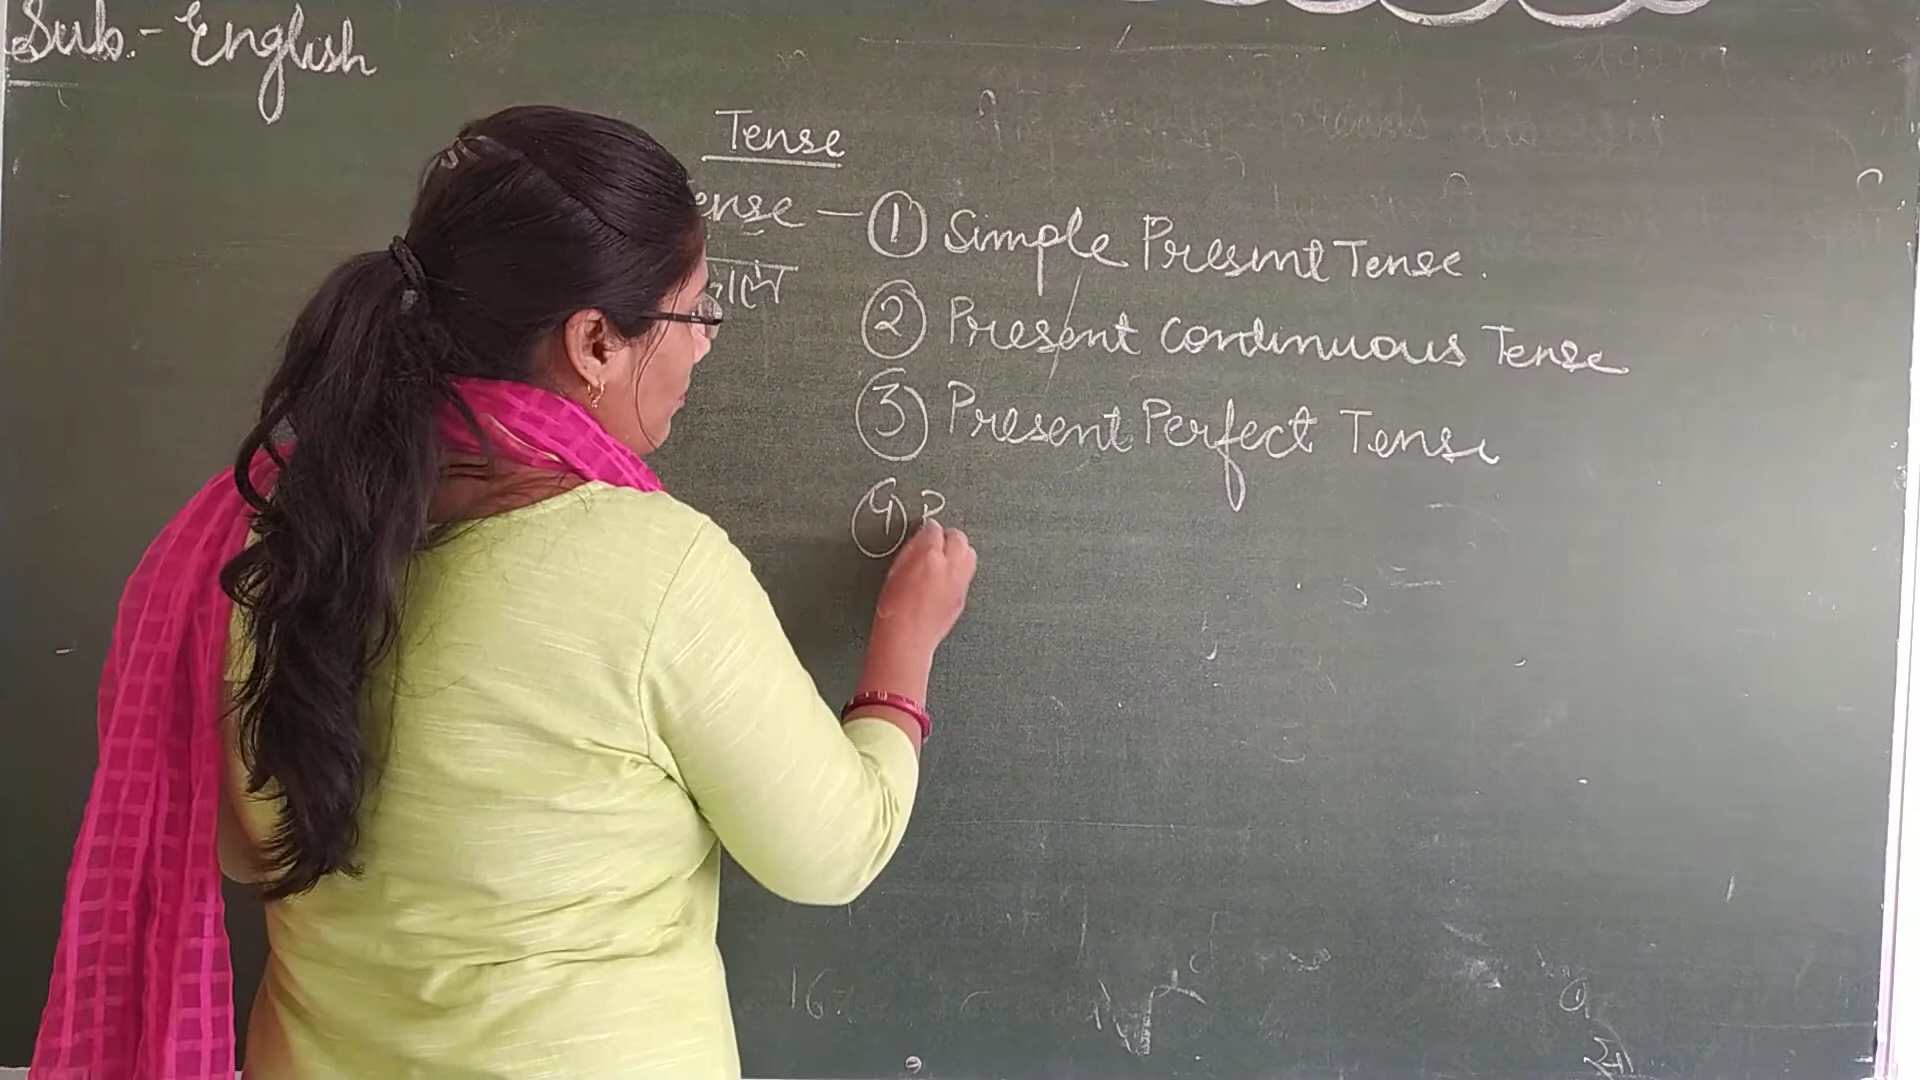 Sub.- English
Tense
ense - ① Simple Present Tense.
② Present Continuous Tense
③ Present Perfect Tense
④ P